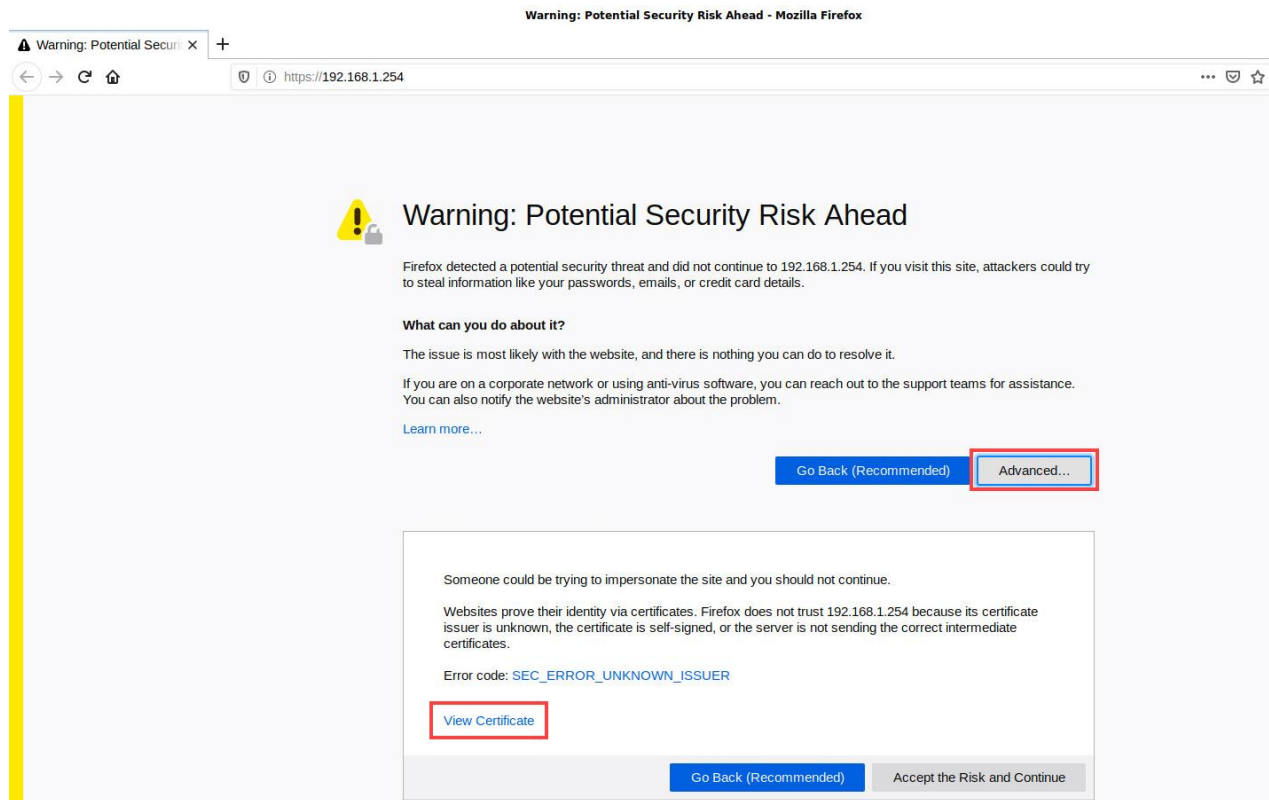 Warning: Potential Security Risk Ahead - Mozilla Firefox
Warning: Potential Securi
https://192.168.1.254
Warning: Potential Security Risk Ahead
Firefox detected a potential security threat and did not continue to 192.168.1.254. If you visit this site, attackers could try
to steal information like your passwords, emails, or credit card details.
What can you do about it?
The issue is most likely with the website, and there is nothing you can do to resolve it.
If you are on a corporate network or using anti-virus software, you can reach out to the support teams for assistance.
You can also notify the website's administrator about the problem.
Learn more…
Go Back (Recommended) Advanced…
Someone could be trying to impersonate the site and you should not continue.
Websites prove their identity via certificates. Firefox does not trust 192.168.1.254 because its certificate
issuer is unknown, the certificate is self-signed, or the server is not sending the correct intermediate
certificates.
Error code: SEC_ERROR_UNKNOWN_ISSUER
View Certificate
Go Back (Recommended) Accept the Risk and Continue